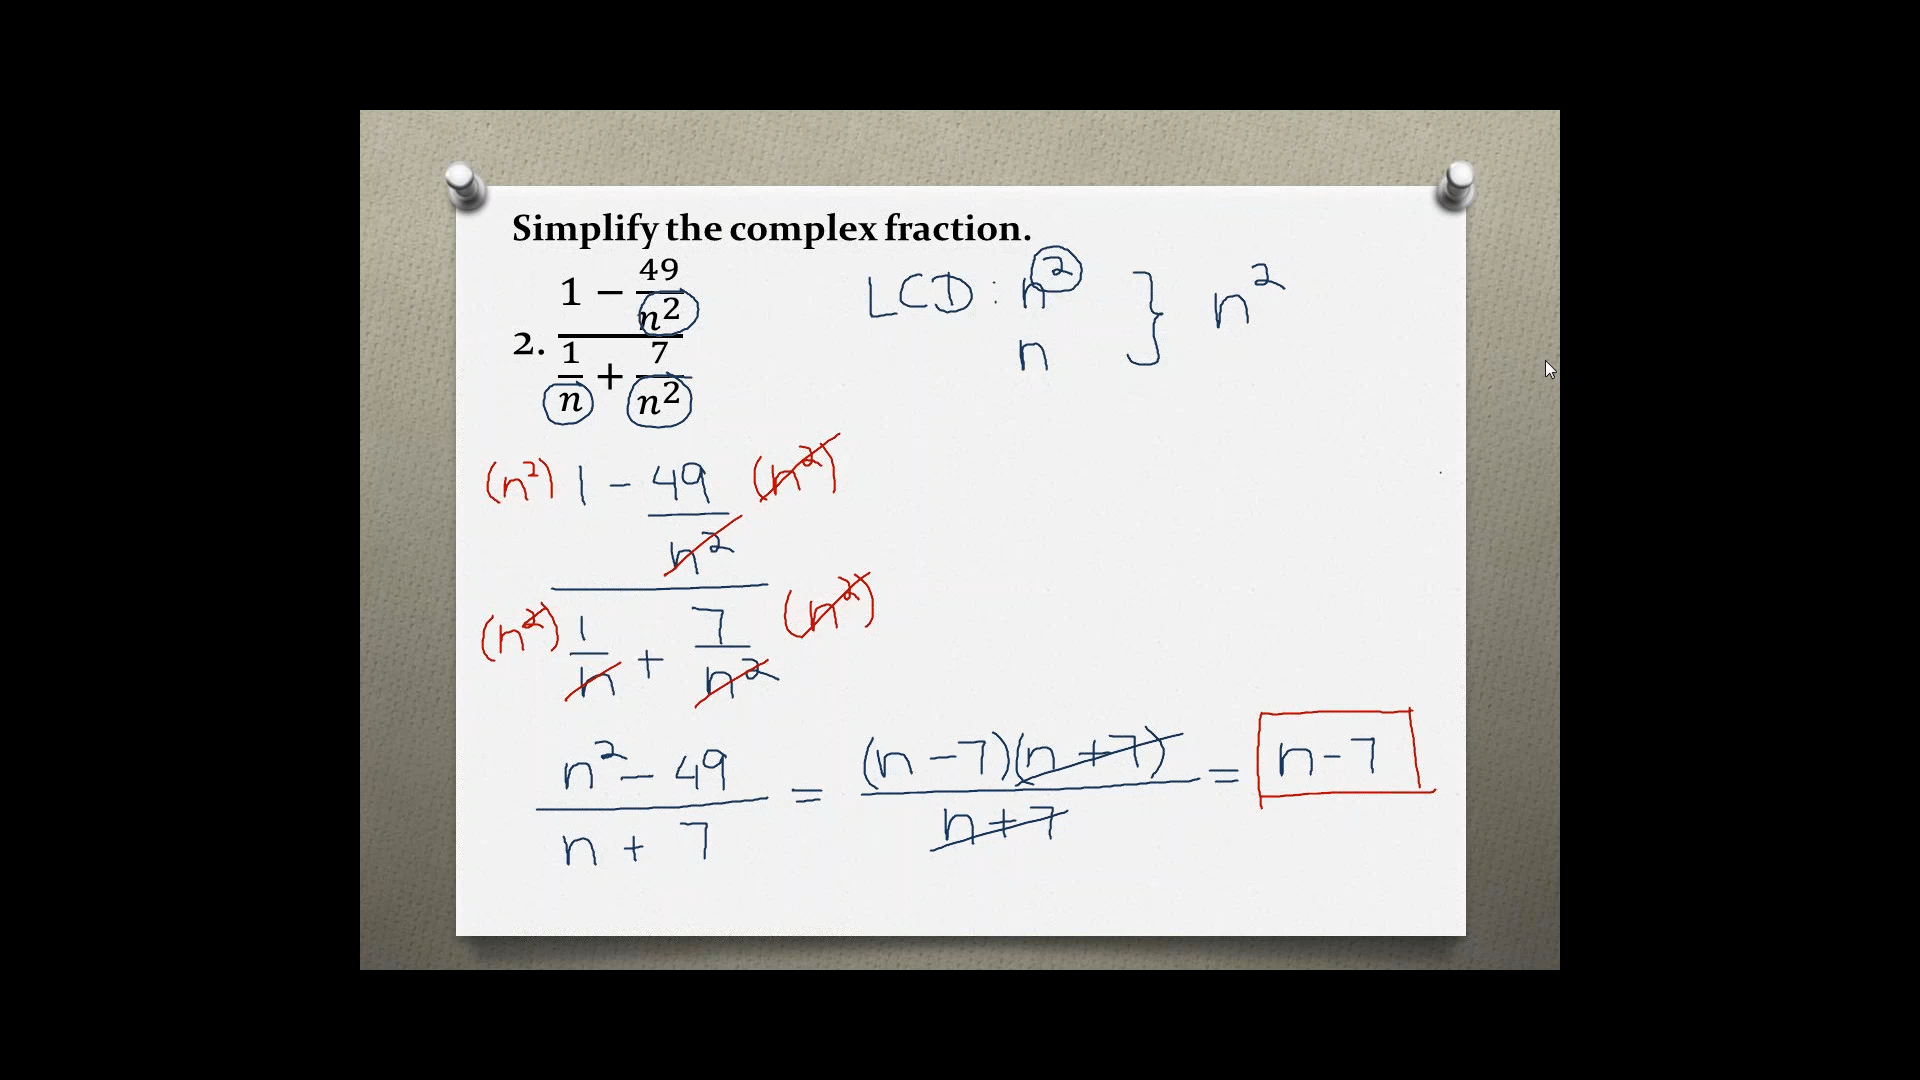 Simplify the complex fraction.
2. (1 − 49/n²) / (1/n + 7/n²)
LCD : n² } n²
n
(n²) 1 − 49/n² (n²)
(n²) 1/n + 7/n² (n²)
(n² − 49)/(n + 7) = (n − 7)(n + 7)/(n + 7) = n − 7